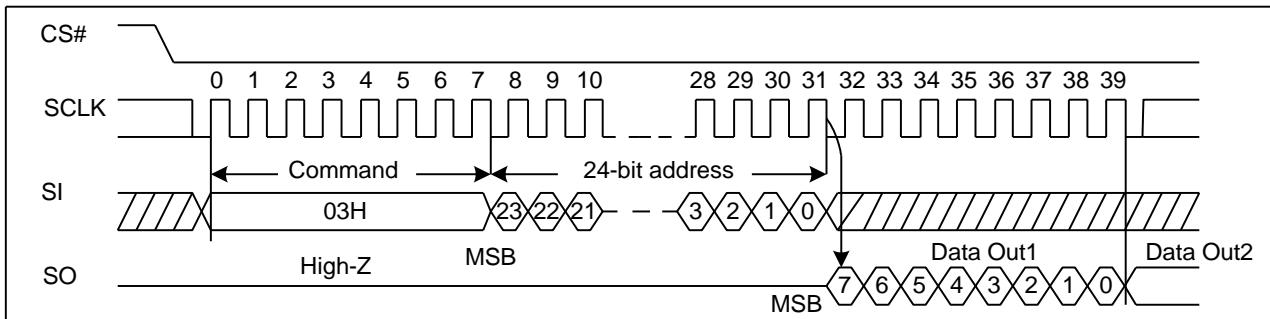 CS#
0 1 2 3 4 5 6 7 8 9 10 28 29 30 31 32 33 34 35 36 37 38 39
SCLK
Command 24-bit address
SI
03H 23 22 21 3 2 1 0
High-Z MSB Data Out1 Data Out2
SO
MSB 7 6 5 4 3 2 1 0